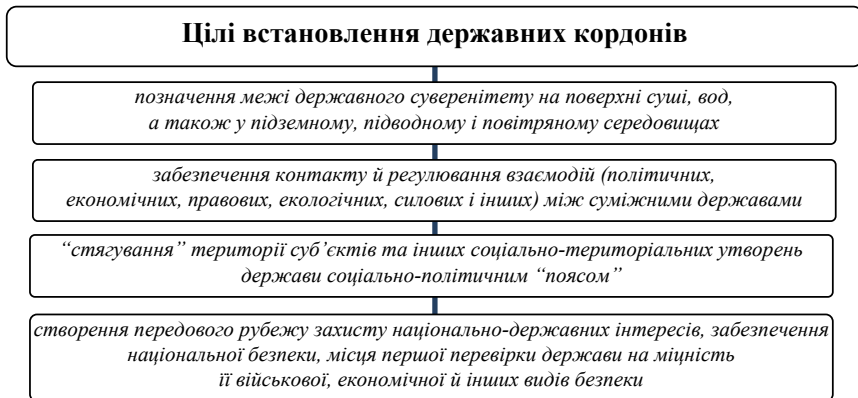 Цілі встановлення державних кордонів
позначення межі державного суверенітету на поверхні суші, вод,
а також у підземному, підводному і повітряному середовищах
забезпечення контакту й регулювання взаємодій (політичних,
економічних, правових, екологічних, силових і інших) між суміжними державами
“стягування” території суб’єктів та інших соціально-територіальних утворень
держави соціально-політичним “поясом”
створення передового рубежу захисту національно-державних інтересів, забезпечення
національної безпеки, місця першої перевірки держави на міцність
її військової, економічної й інших видів безпеки